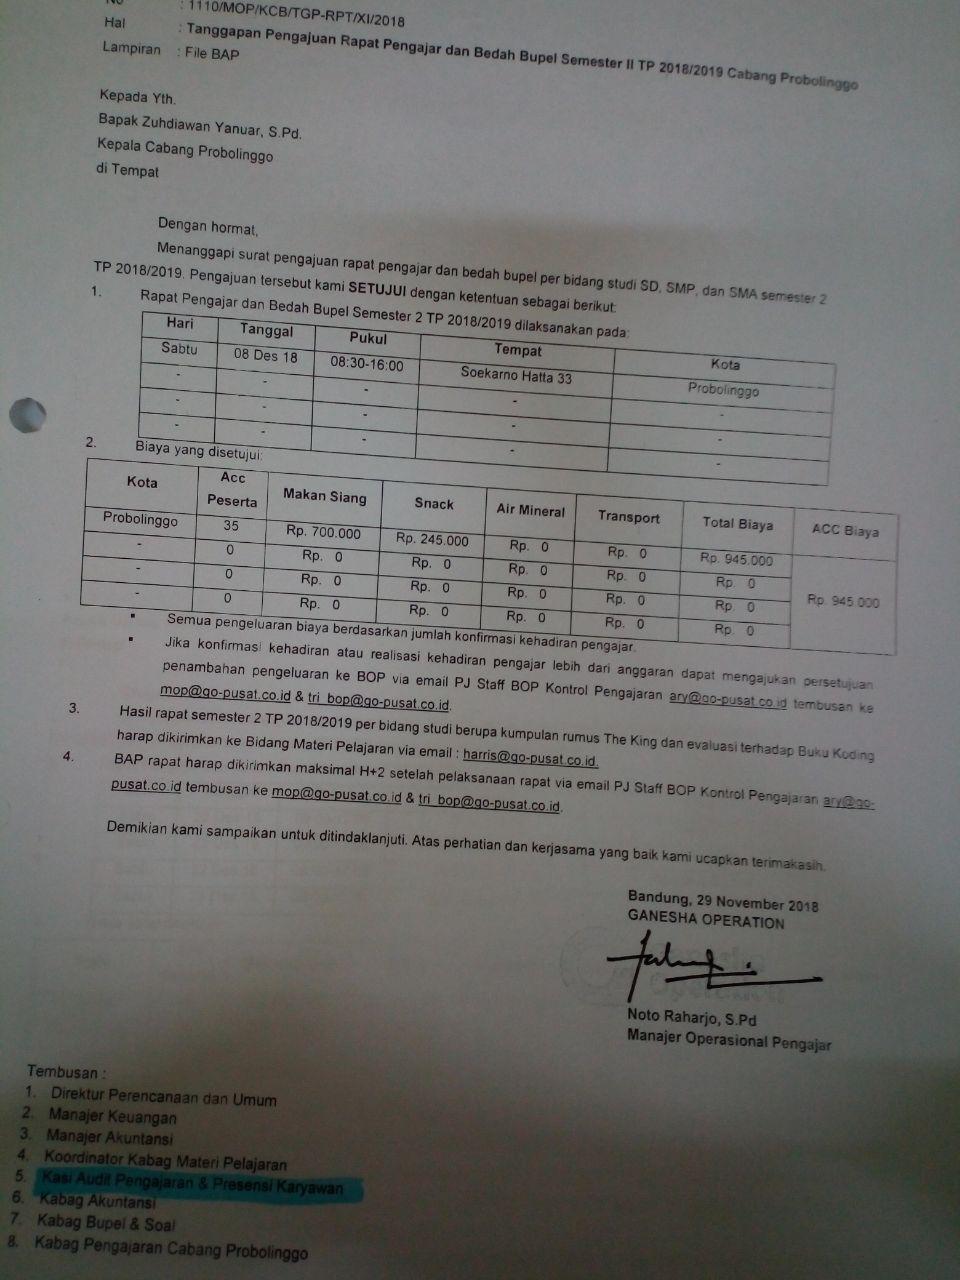 No : 1110/MOP/KCB/TGP-RPT/XI/2018
Hal : Tanggapan Pengajuan Rapat Pengajar dan Bedah Bupel Semester II TP 2018/2019 Cabang Probolinggo
Lampiran : File BAP
Kepada Yth.
Bapak Zuhdiawan Yanuar, S.Pd.
Kepala Cabang Probolinggo
di Tempat
Dengan hormat,
Menanggapi surat pengajuan rapat pengajar dan bedah bupel per bidang studi SD, SMP, dan SMA semester 2
TP 2018/2019. Pengajuan tersebut kami SETUJUI dengan ketentuan sebagai berikut:
1. Rapat Pengajar dan Bedah Bupel Semester 2 TP 2018/2019 dilaksanakan pada:
Hari Tanggal Pukul Tempat Kota
Sabtu 08 Des 18 08:30-16:00 Soekarno Hatta 33 Probolinggo
- - - - -
- - - - -
- - - - -
2. Biaya yang disetujui:
Kota Acc Peserta Makan Siang Snack Air Mineral Transport Total Biaya ACC Biaya
Probolinggo 35 Rp. 700.000 Rp. 245.000 Rp. 0 Rp. 0 Rp. 945.000 Rp. 945.000
- 0 Rp. 0 Rp. 0 Rp. 0 Rp. 0 Rp. 0
- 0 Rp. 0 Rp. 0 Rp. 0 Rp. 0 Rp. 0
- 0 Rp. 0 Rp. 0 Rp. 0 Rp. 0 Rp. 0
▪ Semua pengeluaran biaya berdasarkan jumlah konfirmasi kehadiran pengajar.
▪ Jika konfirmasi kehadiran atau realisasi kehadiran pengajar lebih dari anggaran dapat mengajukan persetujuan
penambahan pengeluaran ke BOP via email PJ Staff BOP Kontrol Pengajaran ary@go-pusat.co.id tembusan ke
mop@go-pusat.co.id & tri_bop@go-pusat.co.id.
3. Hasil rapat semester 2 TP 2018/2019 per bidang studi berupa kumpulan rumus The King dan evaluasi terhadap Buku Koding
harap dikirimkan ke Bidang Materi Pelajaran via email : harris@go-pusat.co.id.
4. BAP rapat harap dikirimkan maksimal H+2 setelah pelaksanaan rapat via email PJ Staff BOP Kontrol Pengajaran ary@go-
pusat.co.id tembusan ke mop@go-pusat.co.id & tri_bop@go-pusat.co.id.
Demikian kami sampaikan untuk ditindaklanjuti. Atas perhatian dan kerjasama yang baik kami ucapkan terimakasih.
Bandung, 29 November 2018
GANESHA OPERATION
Noto Raharjo, S.Pd
Manajer Operasional Pengajar
Tembusan :
1. Direktur Perencanaan dan Umum
2. Manajer Keuangan
3. Manajer Akuntansi
4. Koordinator Kabag Materi Pelajaran
5. Kasi Audit Pengajaran & Presensi Karyawan
6. Kabag Akuntansi
7. Kabag Bupel & Soal
8. Kabag Pengajaran Cabang Probolinggo